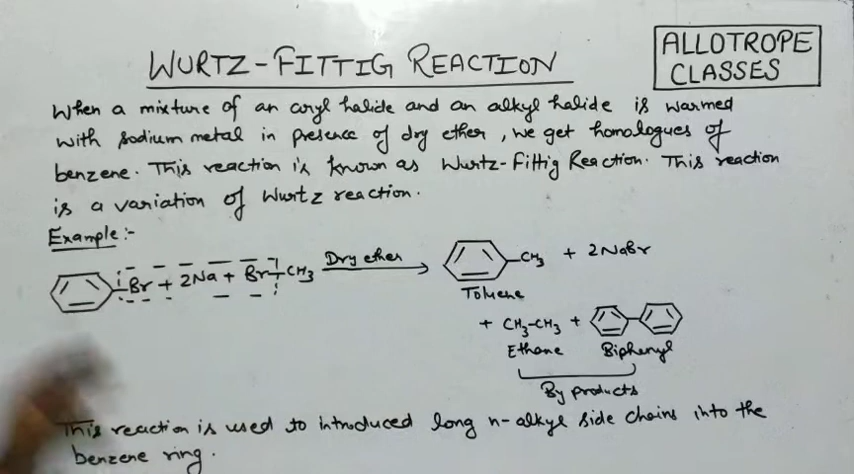 WURTZ-FITTIG REACTION
ALLOTROPE
CLASSES
When a mixture of an aryl halide and an alkyl halide is warmed
with sodium metal in presence of dry ether, we get homologues of
benzene. This reaction is known as Wurtz-Fittig Reaction. This reaction
is a variation of Wurtz reaction.
Example:-
Br + 2Na + Br CH3 Dry ether CH3 + 2NaBr
Toluene
+ CH3-CH3 +
Ethane Biphenyl
By products
This reaction is used to introduced long n-alkyl side chains into the
benzene ring.